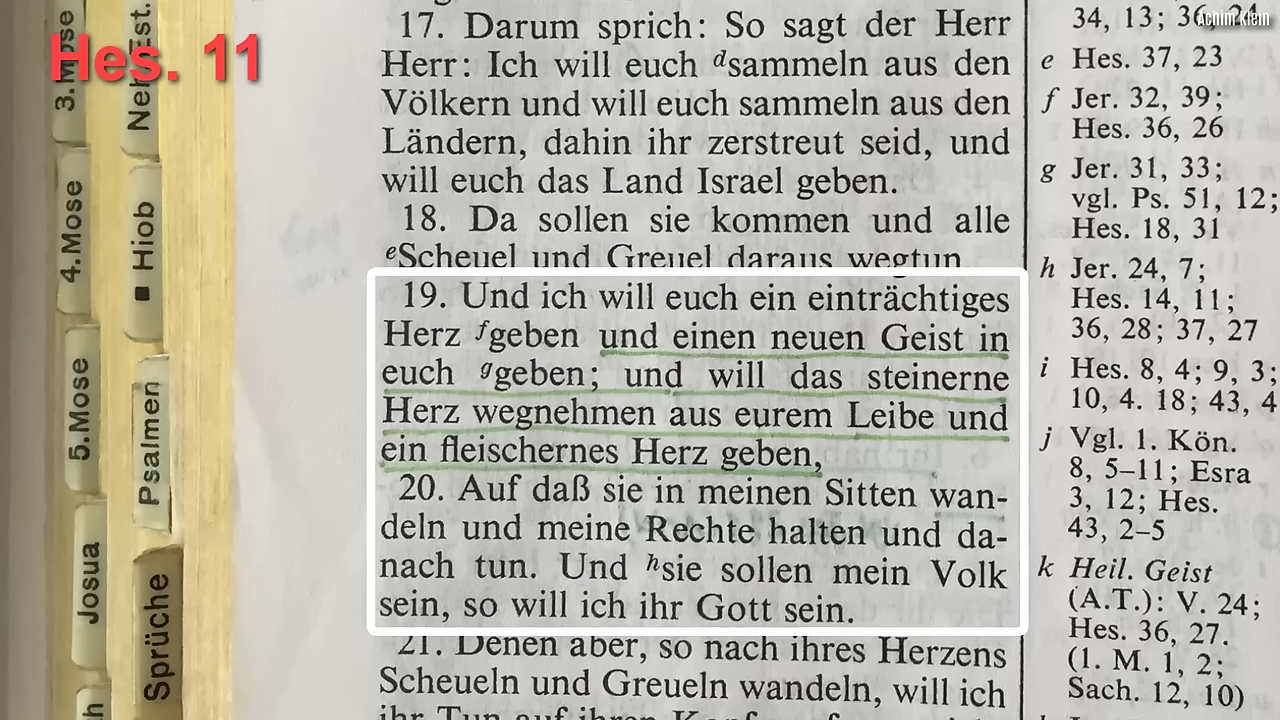 Hes. 11
Achim Klein
3.Mose
4.Mose
5.Mose
Josua
Neh Est.
Hiob
Psalmen
Sprüche
17. Darum sprich: So sagt der Herr
Herr: Ich will euch dsammeln aus den
Völkern und will euch sammeln aus den
Ländern, dahin ihr zerstreut seid, und
will euch das Land Israel geben.
18. Da sollen sie kommen und alle
eScheuel und Greuel daraus wegtun.
19. Und ich will euch ein einträchtiges
Herz fgeben und einen neuen Geist in
euch ggeben; und will das steinerne
Herz wegnehmen aus eurem Leibe und
ein fleischernes Herz geben,
20. Auf daß sie in meinen Sitten wan-
deln und meine Rechte halten und da-
nach tun. Und hsie sollen mein Volk
sein, so will ich ihr Gott sein.
21. Denen aber, so nach ihres Herzens
Scheueln und Greueln wandeln, will ich
ihr Tun auf ihren
34, 13; 36,
e Hes. 37, 23
f Jer. 32, 39;
Hes. 36, 26
g Jer. 31, 33;
vgl. Ps. 51, 12;
Hes. 18, 31
h Jer. 24, 7;
Hes. 14, 11;
36, 28; 37, 27
i Hes. 8, 4; 9, 3;
10, 4. 18; 43, 4
j Vgl. 1. Kön.
8, 5–11; Esra
3, 12; Hes.
43, 2–5
k Heil. Geist
(A.T.): V. 24;
Hes. 36, 27.
(1. M. 1, 2;
Sach. 12, 10)